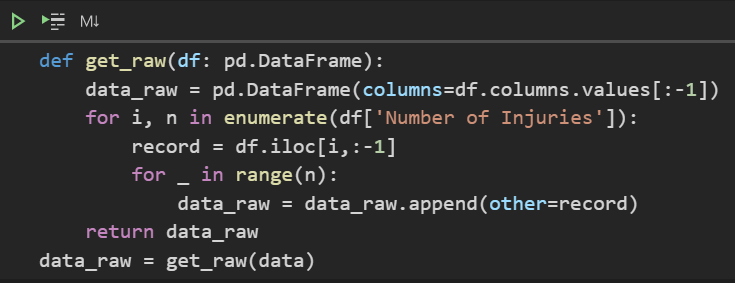 M↓
def get_raw(df: pd.DataFrame):
    data_raw = pd.DataFrame(columns=df.columns.values[:-1])
    for i, n in enumerate(df['Number of Injuries']):
        record = df.iloc[i,:-1]
        for _ in range(n):
            data_raw = data_raw.append(other=record)
    return data_raw
data_raw = get_raw(data)